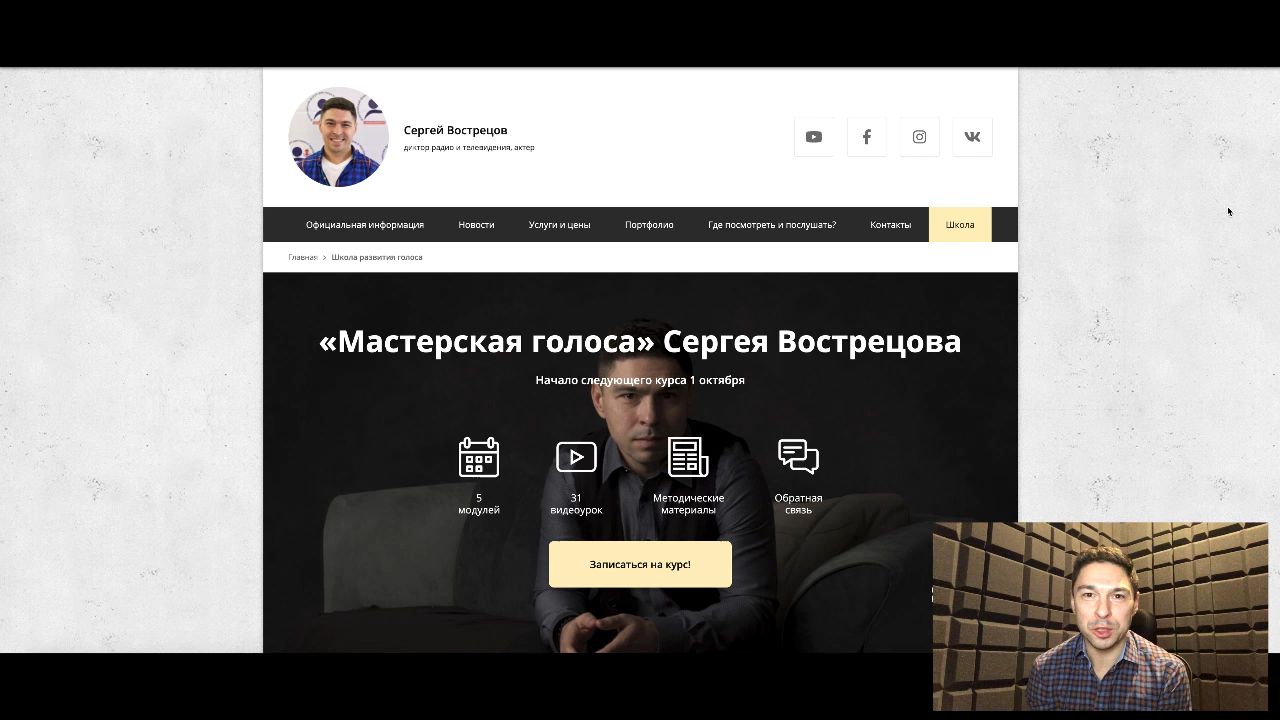 Сергей Вострецов
диктор радио и телевидения, актер
Официальная информация
Новости
Услуги и цены
Портфолио
Где посмотреть и послушать?
Контакты
Школа
Главная > Школа развития голоса
«Мастерская голоса» Сергея Вострецова
Начало следующего курса 1 октября
5
модулей
31
видеоурок
Методические
материалы
Обратная
связь
Записаться на курс!